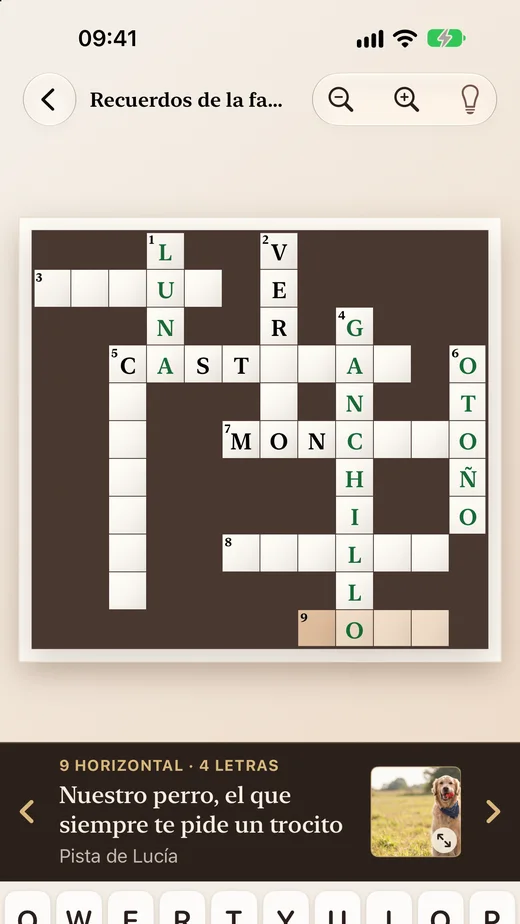 09:41
Recuerdos de la fa...
1 L 2 V
3 U E
N R 4 G
5 C A S T A 6 O
N T
7 M O N C O
H Ñ
I O
8 L
L
9 O
9 HORIZONTAL · 4 LETRAS
Nuestro perro, el que
siempre te pide un trocito
Pista de Lucía
Q W E R T Y U I O P